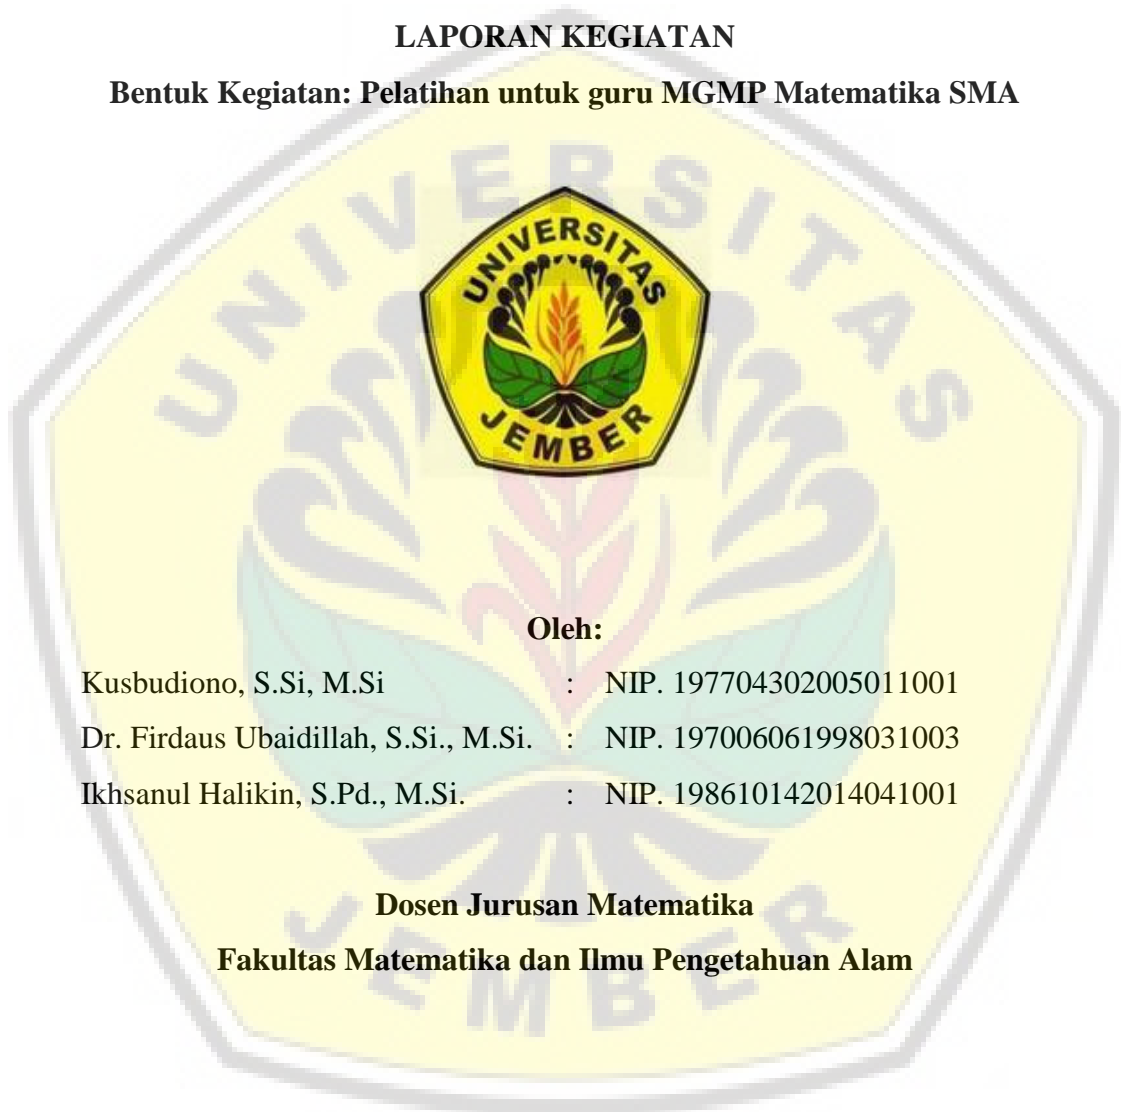 LAPORAN KEGIATAN
Bentuk Kegiatan: Pelatihan untuk guru MGMP Matematika SMA
UNIVERSITAS
JEMBER
UNIVERSITAS
JEMBER
Oleh:
Kusbudiono, S.Si, M.Si : NIP. 197704302005011001
Dr. Firdaus Ubaidillah, S.Si., M.Si. : NIP. 197006061998031003
Ikhsanul Halikin, S.Pd., M.Si. : NIP. 198610142014041001
Dosen Jurusan Matematika
Fakultas Matematika dan Ilmu Pengetahuan Alam